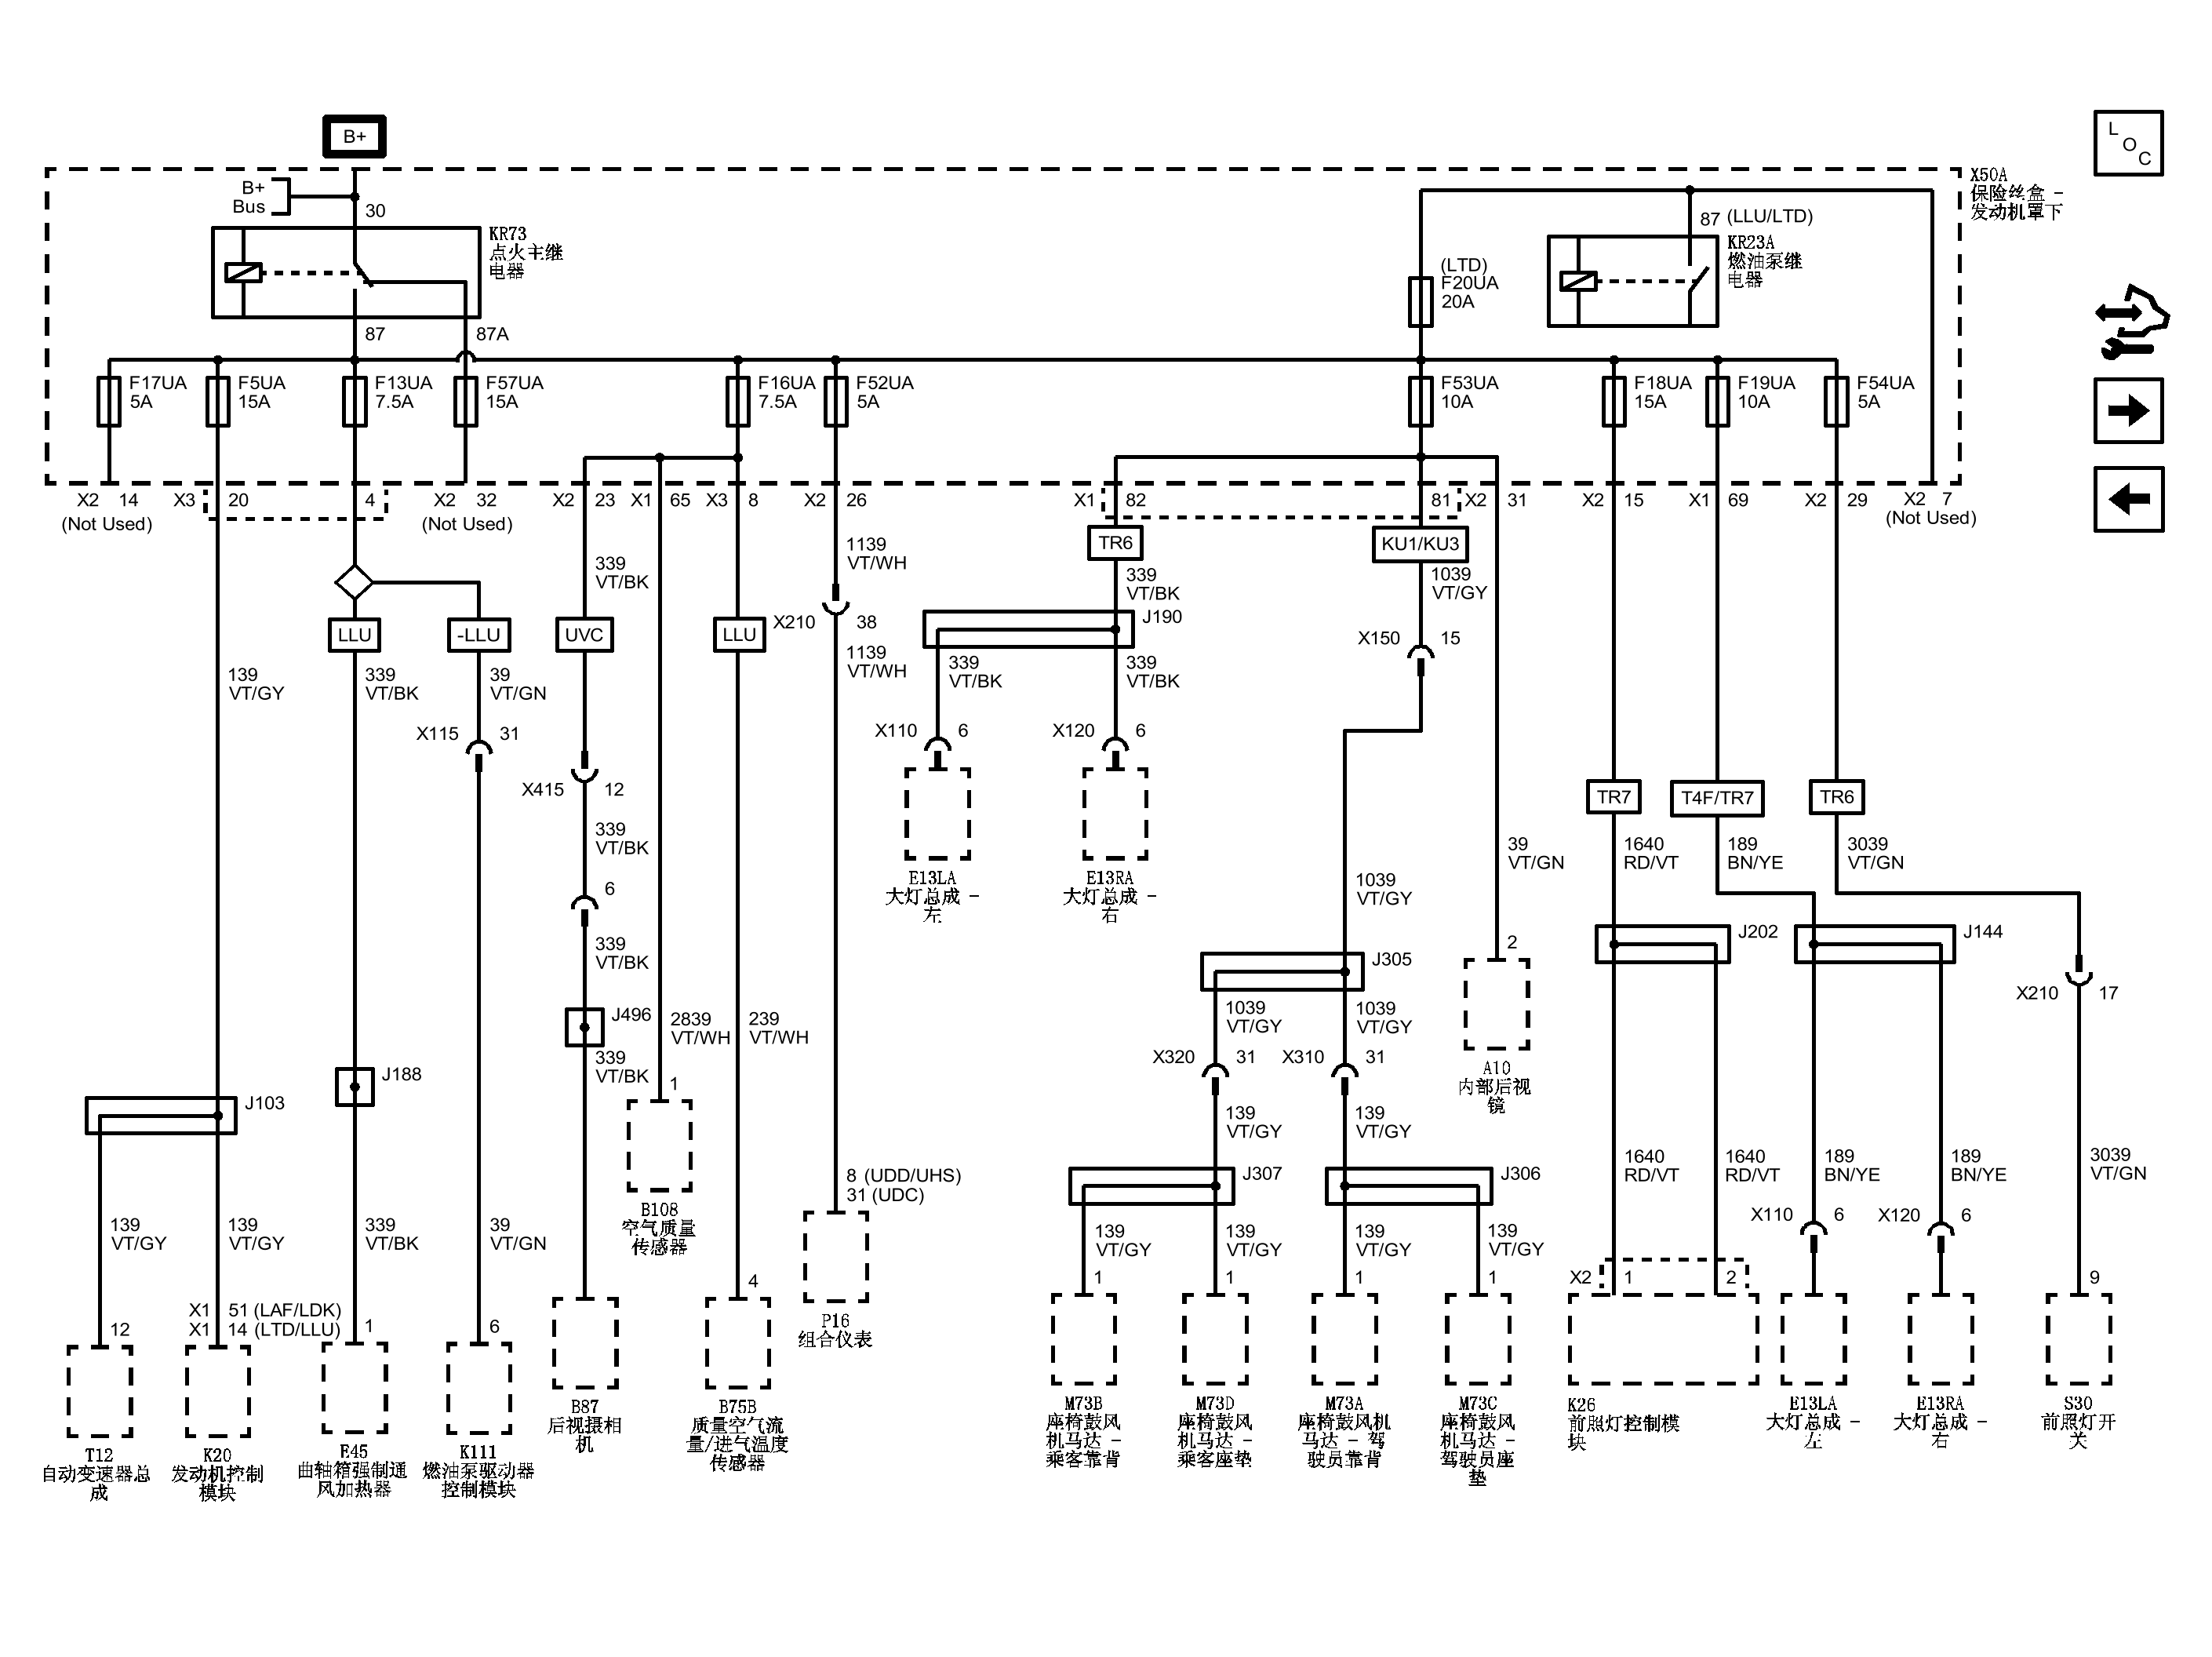 B+
L
O
C
B+
Bus
30
KR73
点火主继
电器
87
87A
X50A
保险丝盒 -
发动机罩下
87 (LLU/LTD)
KR23A
燃油泵继
电器
(LTD)
F20UA
20A
F17UA
5A
F5UA
15A
F13UA
7.5A
F57UA
15A
F16UA
7.5A
F52UA
5A
F53UA
10A
F18UA
15A
F19UA
10A
F54UA
5A
X2 14
(Not Used)
X3 20
4
X2 32
(Not Used)
X2 23
X1 65
X3 8
X2 26
X1 82
81
X2 31
X2 15
X1 69
X2 29
X2 7
(Not Used)
TR6
KU1/KU3
1139
VT/WH
339
VT/BK
339
VT/BK
1039
VT/GY
LLU
-LLU
UVC
LLU
X210 38
J190
X150 15
139
VT/GY
339
VT/BK
39
VT/GN
1139
VT/WH
339
VT/BK
339
VT/BK
X115 31
X110 6
X120 6
X415 12
TR7
T4F/TR7
TR6
339
VT/BK
39
VT/GN
1640
RD/VT
189
BN/YE
3039
VT/GN
E13LA
大灯总成 -
左
E13RA
大灯总成 -
右
6
1039
VT/GY
339
VT/BK
2
J202
J144
J305
X210 17
J496
2839
VT/WH
239
VT/WH
1039
VT/GY
1039
VT/GY
339
VT/BK
X320 31
X310 31
A10
内部后视
镜
J188
1
J103
139
VT/GY
139
VT/GY
J307
J306
1640
RD/VT
1640
RD/VT
189
BN/YE
189
BN/YE
3039
VT/GN
8 (UDD/UHS)
31 (UDC)
B108
空气质量
传感器
139
VT/GY
139
VT/GY
339
VT/BK
39
VT/GN
139
VT/GY
139
VT/GY
139
VT/GY
139
VT/GY
X110 6
X120 6
4
1
1
1
1
X2 1
2
9
X1 51 (LAF/LDK)
X1 14 (LTD/LLU)
12
1
6
P16
组合仪表
B87
后视摄相
机
B75B
质量空气流
量/进气温度
传感器
M73B
座椅鼓风
机马达 -
乘客靠背
M73D
座椅鼓风
机马达 -
乘客座垫
M73A
座椅鼓风机
马达 - 驾
驶员靠背
M73C
座椅鼓风
机马达 -
驾驶员座
垫
K26
前照灯控制模
块
E13LA
大灯总成 -
左
E13RA
大灯总成 -
右
S30
前照灯开
关
T12
自动变速器总
成
K20
发动机控制
模块
E45
曲轴箱强制通
风加热器
K111
燃油泵驱动器
控制模块